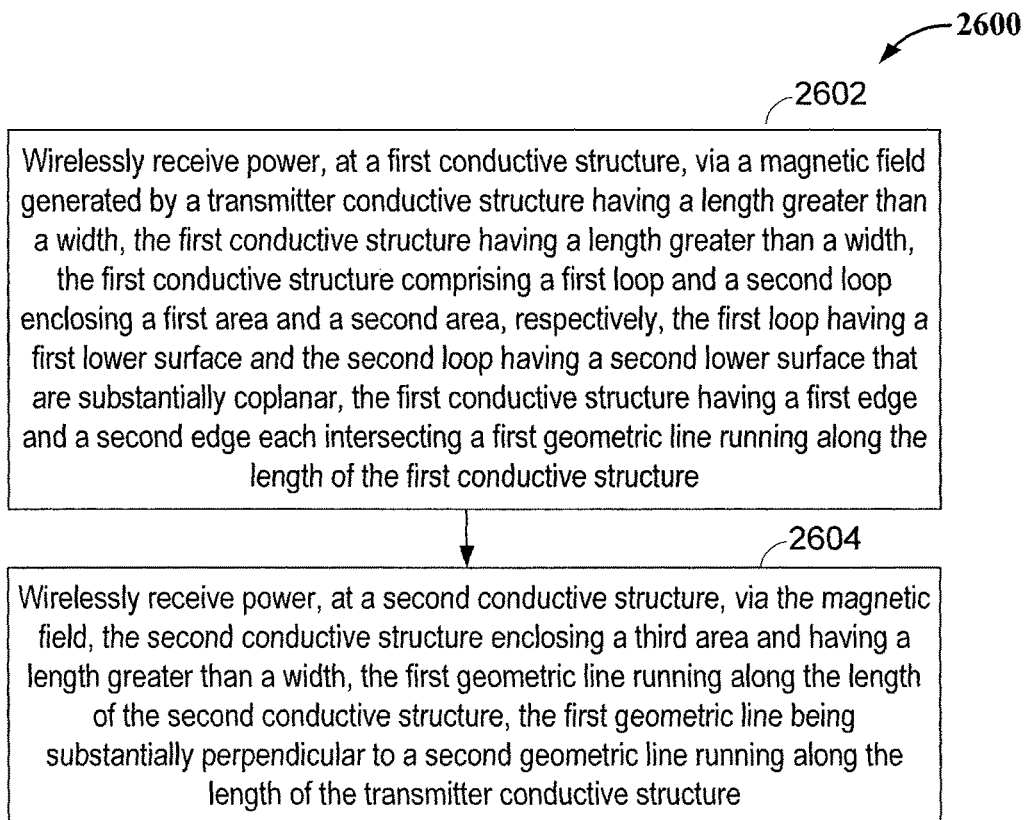 2600
2602
Wirelessly receive power, at a first conductive structure, via a magnetic field
generated by a transmitter conductive structure having a length greater than
a width, the first conductive structure having a length greater than a width,
the first conductive structure comprising a first loop and a second loop
enclosing a first area and a second area, respectively, the first loop having a
first lower surface and the second loop having a second lower surface that
are substantially coplanar, the first conductive structure having a first edge
and a second edge each intersecting a first geometric line running along the
length of the first conductive structure
2604
Wirelessly receive power, at a second conductive structure, via the magnetic
field, the second conductive structure enclosing a third area and having a
length greater than a width, the first geometric line running along the length
of the second conductive structure, the first geometric line being
substantially perpendicular to a second geometric line running along the
length of the transmitter conductive structure